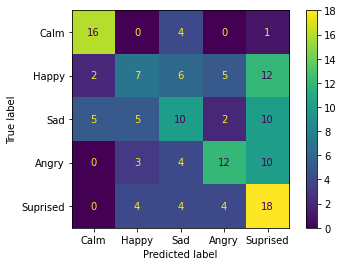 Calm 16 0 4 0 1
Happy 2 7 6 5 12
Sad 5 5 10 2 10
Angry 0 3 4 12 10
Suprised 0 4 4 4 18
Calm Happy Sad Angry Suprised
Predicted label
True label
18
16
14
12
10
8
6
4
2
0